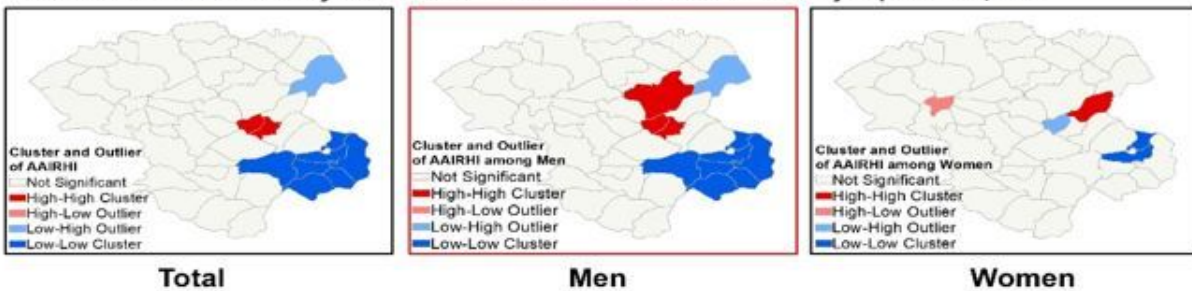 Cluster and Outlier
of AAIRHI
Not Significant
High-High Cluster
High-Low Outlier
Low-High Outlier
Low-Low Cluster
Total
Cluster and Outlier
of AAIRHI among Men
Not Significant
High-High Cluster
High-Low Outlier
Low-High Outlier
Low-Low Cluster
Men
Cluster and Outlier
of AAIRHI among Women
Not Significant
High-High Cluster
High-Low Outlier
Low-High Outlier
Low-Low Cluster
Women